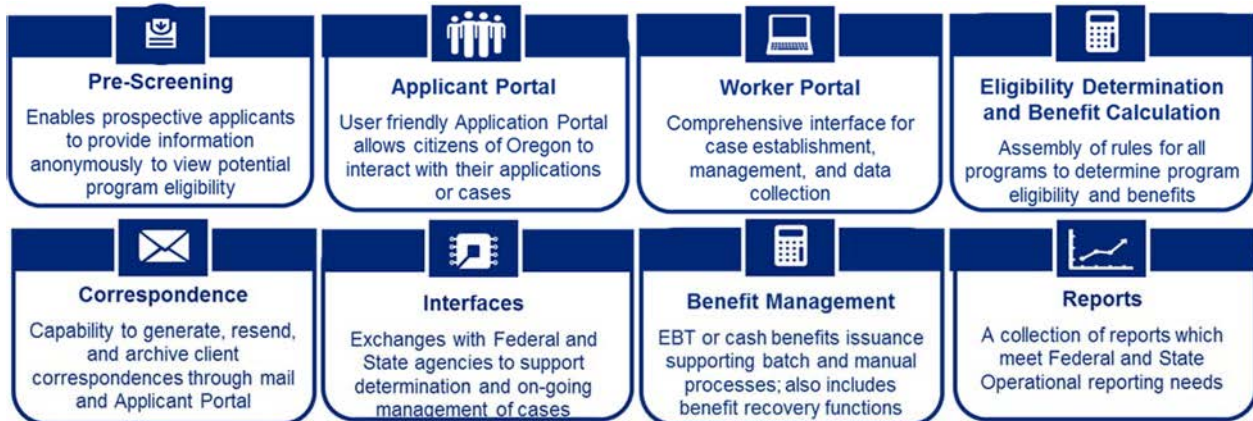 Pre-Screening
Enables prospective applicants
to provide information
anonymously to view potential
program eligibility
Applicant Portal
User friendly Application Portal
allows citizens of Oregon to
interact with their applications
or cases
Worker Portal
Comprehensive interface for
case establishment,
management, and data
collection
Eligibility Determination
and Benefit Calculation
Assembly of rules for all
programs to determine program
eligibility and benefits
Correspondence
Capability to generate, resend,
and archive client
correspondences through mail
and Applicant Portal
Interfaces
Exchanges with Federal and
State agencies to support
determination and on-going
management of cases
Benefit Management
EBT or cash benefits issuance
supporting batch and manual
processes; also includes
benefit recovery functions
Reports
A collection of reports which
meet Federal and State
Operational reporting needs